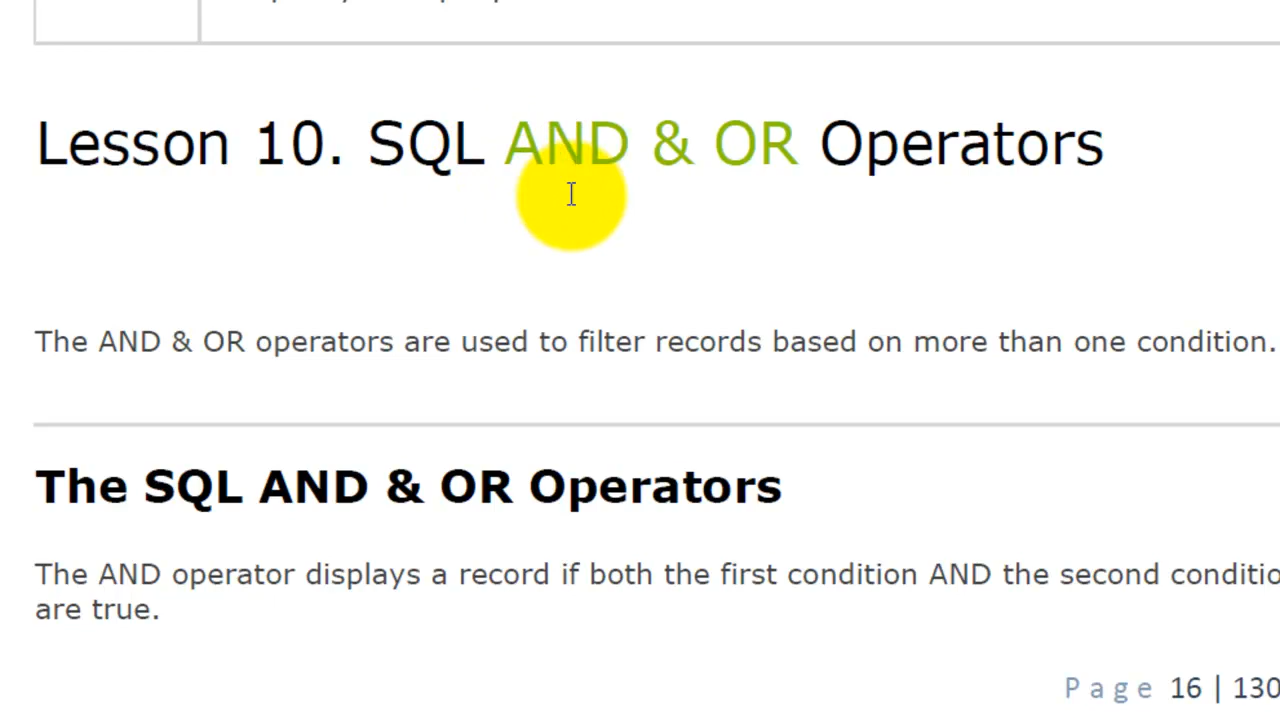 Lesson 10. SQL AND & OR Operators
The AND & OR operators are used to filter records based on more than one condition.
The SQL AND & OR Operators
The AND operator displays a record if both the first condition AND the second conditio
are true.
Page 16 | 130